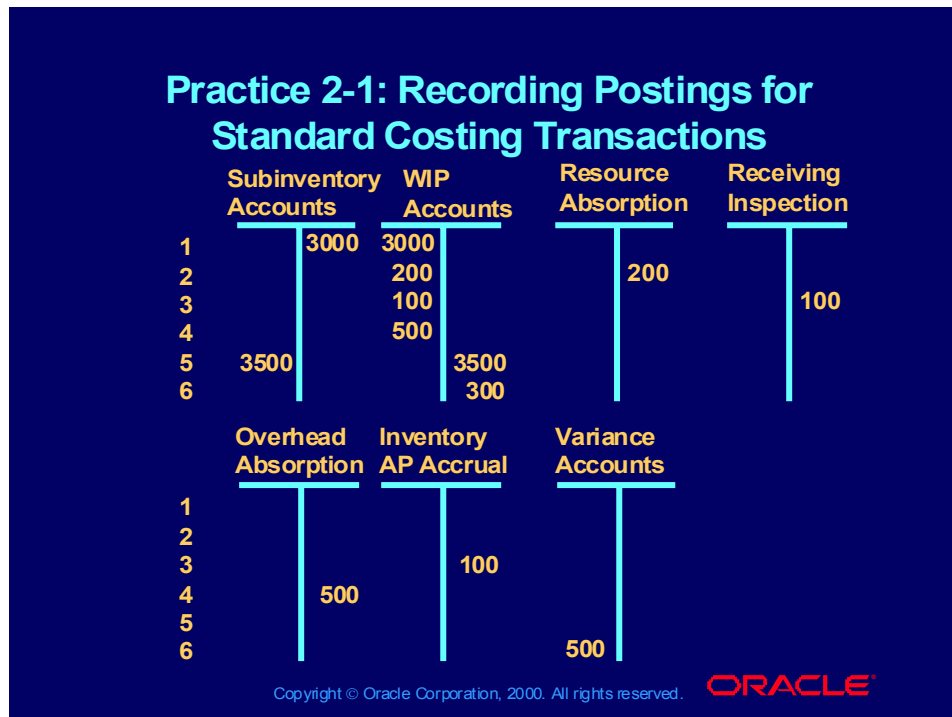 Practice 2-1: Recording Postings for
Standard Costing Transactions
Subinventory
Accounts
WIP
Accounts
Resource
Absorption
Receiving
Inspection
1 3000 3000
2 200 200
3 100 100
4 500
5 3500 3500
6 300
Overhead
Absorption
Inventory
AP Accrual
Variance
Accounts
1
2
3 100
4 500
5
6 500
Copyright © Oracle Corporation, 2000. All rights reserved.
ORACLE®